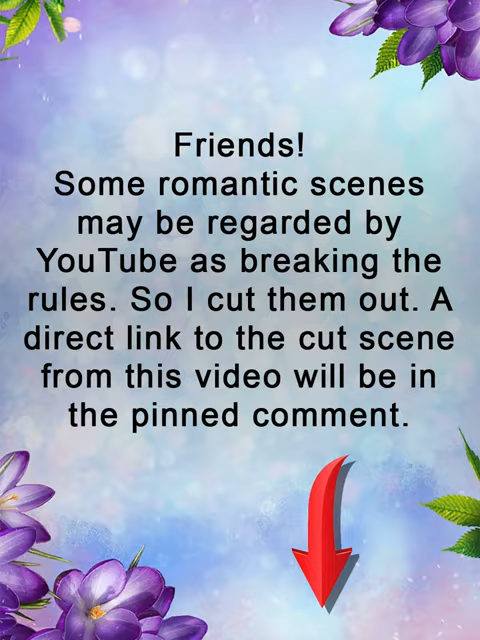 Friends!
Some romantic scenes
may be regarded by
YouTube as breaking the
rules. So I cut them out. A
direct link to the cut scene
from this video will be in
the pinned comment.